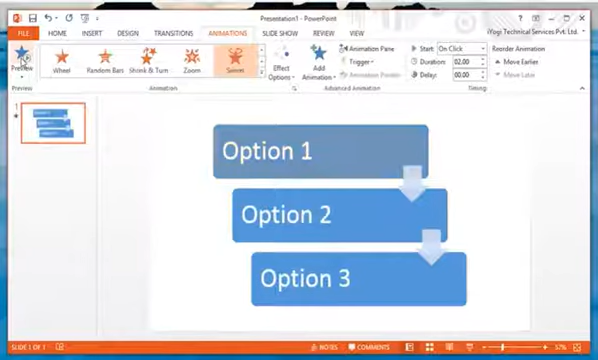 Presentation1 - PowerPoint
FILE HOME INSERT DESIGN TRANSITIONS ANIMATIONS SLIDE SHOW REVIEW VIEW iYogi Technical Services Pvt. Ltd.
Preview
Wheel Random Bars Shrink & Turn Zoom Swivel
Effect Options
Add Animation
Animation Pane
Trigger
Animation Painter
Start: On Click
Duration: 02.00
Delay: 00.00
Reorder Animation
Move Earlier
Move Later
Preview Animation Advanced Animation Timing
1
Option 1
Option 2
Option 3
SLIDE 1 OF 1 NOTES COMMENTS 57%